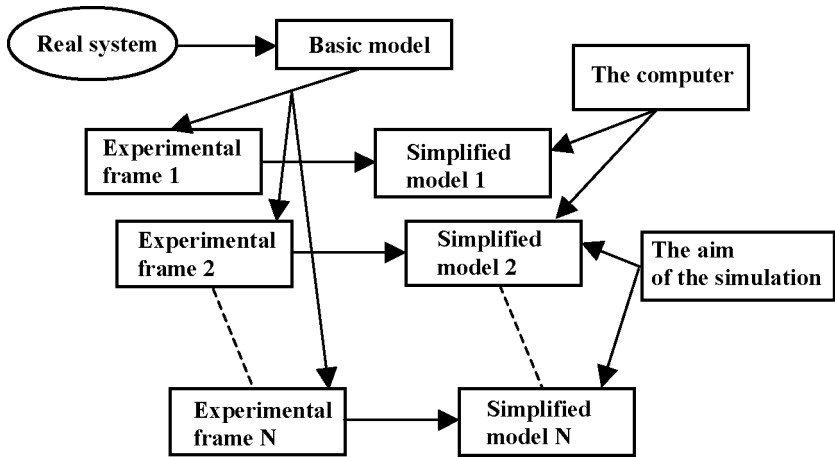 Real system
Basic model
The computer
Experimental
frame 1
Simplified
model 1
Experimental
frame 2
Simplified
model 2
The aim
of the simulation
Experimental
frame N
Simplified
model N